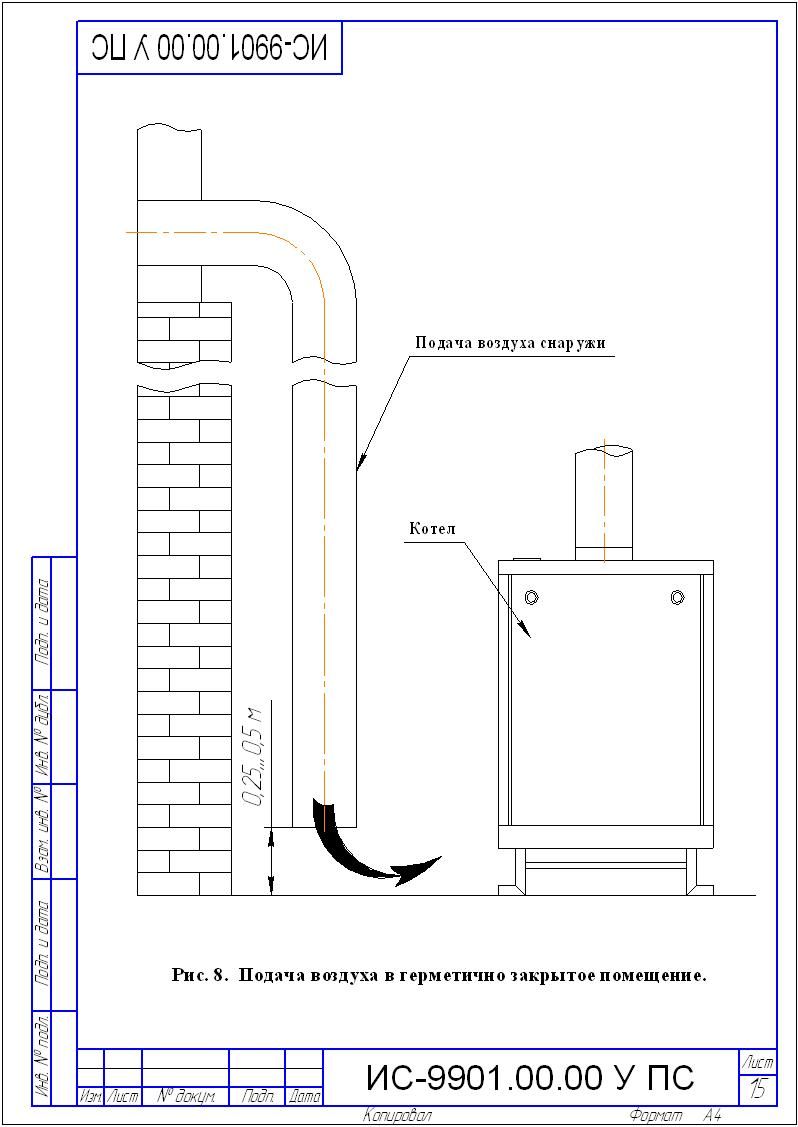 ИС-9901.00.00 У ПС
Подача воздуха снаружи
Котел
0,25...0,5 м
Рис. 8. Подача воздуха в герметично закрытое помещение.
Подп. и дата
Инв. № дубл.
Взам. инв. №
Подп. и дата
Инв. № подл.
Изм. Лист № докум. Подп. Дата
ИС-9901.00.00 У ПС
Лист
15
Копировал Формат А4